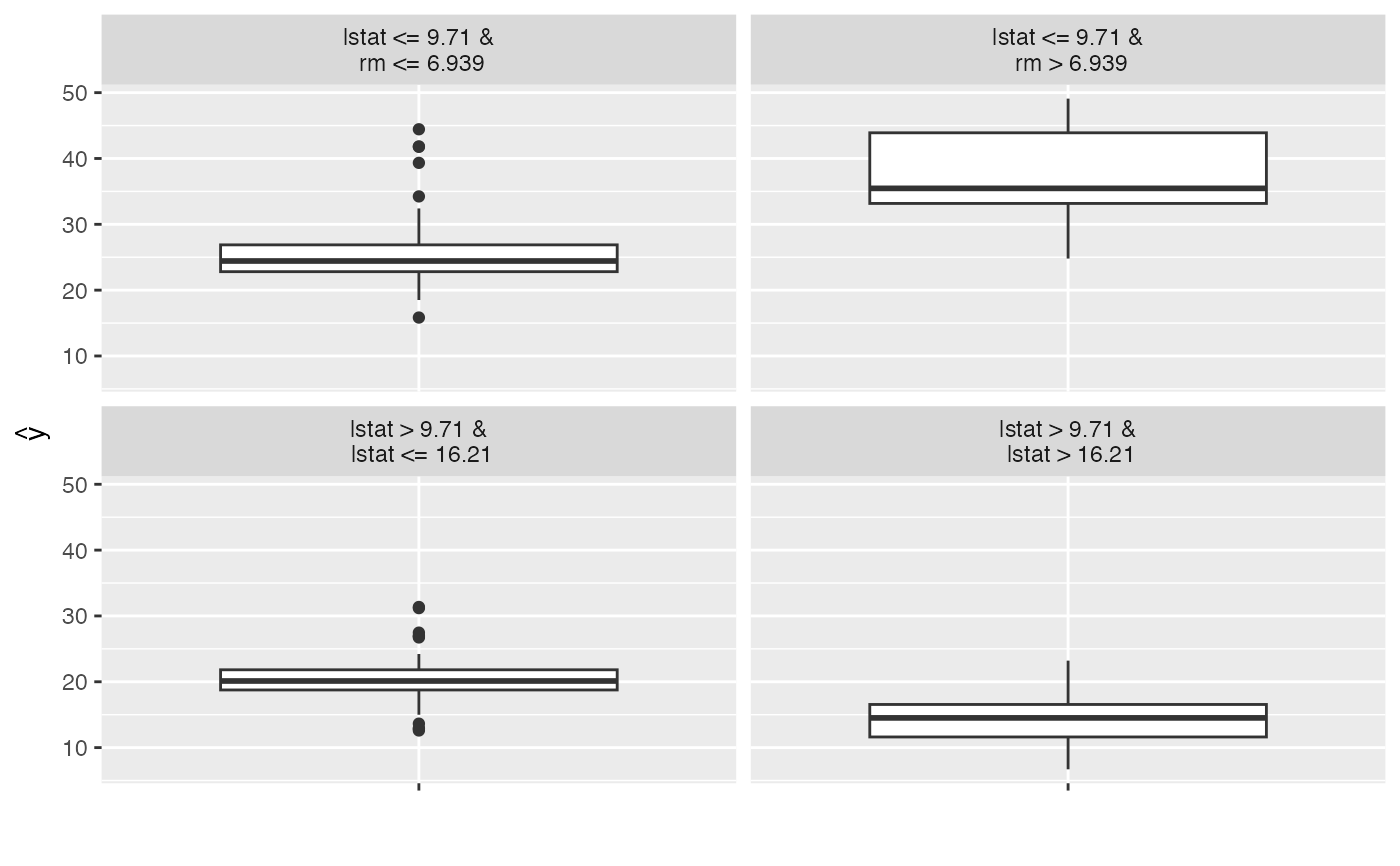 lstat <= 9.71 &
rm <= 6.939
lstat <= 9.71 &
rm > 6.939
50
40
30
20
10
ŷ
lstat > 9.71 &
lstat <= 16.21
lstat > 9.71 &
lstat > 16.21
50
40
30
20
10